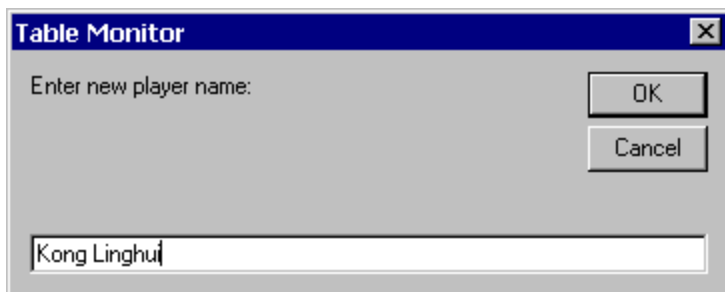 Table Monitor
Enter new player name:
OK
Cancel
Kong Linghui